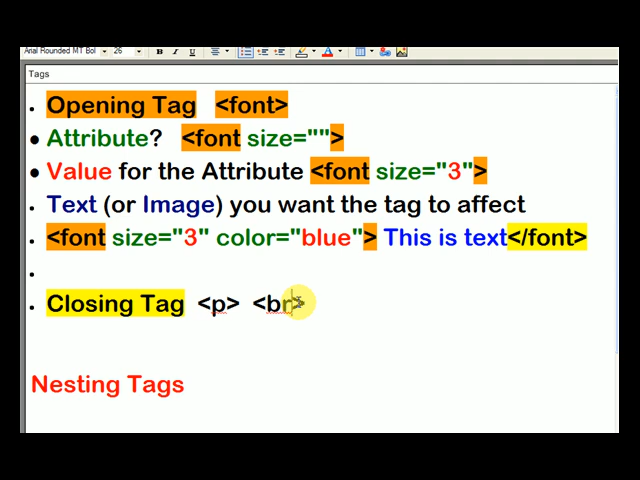 Arial Rounded MT Bol 26 B I U A
Tags
Opening Tag <font>
Attribute? <font size="">
Value for the Attribute <font size="3">
Text (or Image) you want the tag to affect
<font size="3" color="blue"> This is text</font>
Closing Tag <p> <br>
Nesting Tags